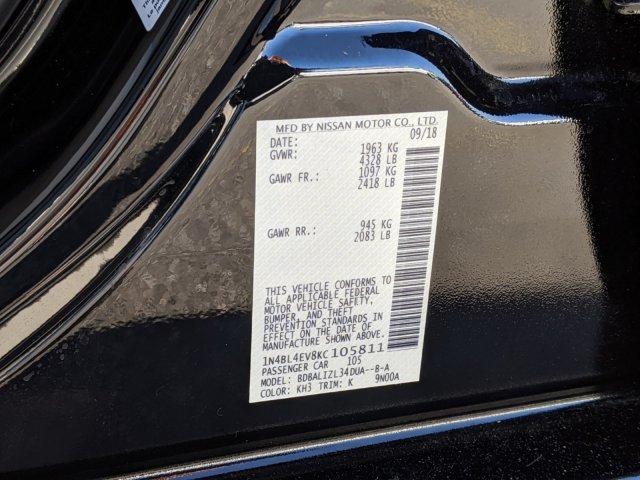 MFD BY NISSAN MOTOR CO., LTD.
DATE: 09/18
GVWR: 1963 KG
4328 LB
GAWR FR.: 1097 KG
2418 LB
GAWR RR.: 945 KG
2083 LB
THIS VEHICLE CONFORMS TO
ALL APPLICABLE FEDERAL
MOTOR VEHICLE SAFETY,
BUMPER, AND THEFT
PREVENTION STANDARDS IN
EFFECT ON THE DATE OF
MANUFACTURE SHOWN ABOVE.
1N4BL4EV8KC105811
PASSENGER CAR 105
MODEL: BDBALIZL34DUA--B-A
COLOR: KH3 TRIM: K 9N00A